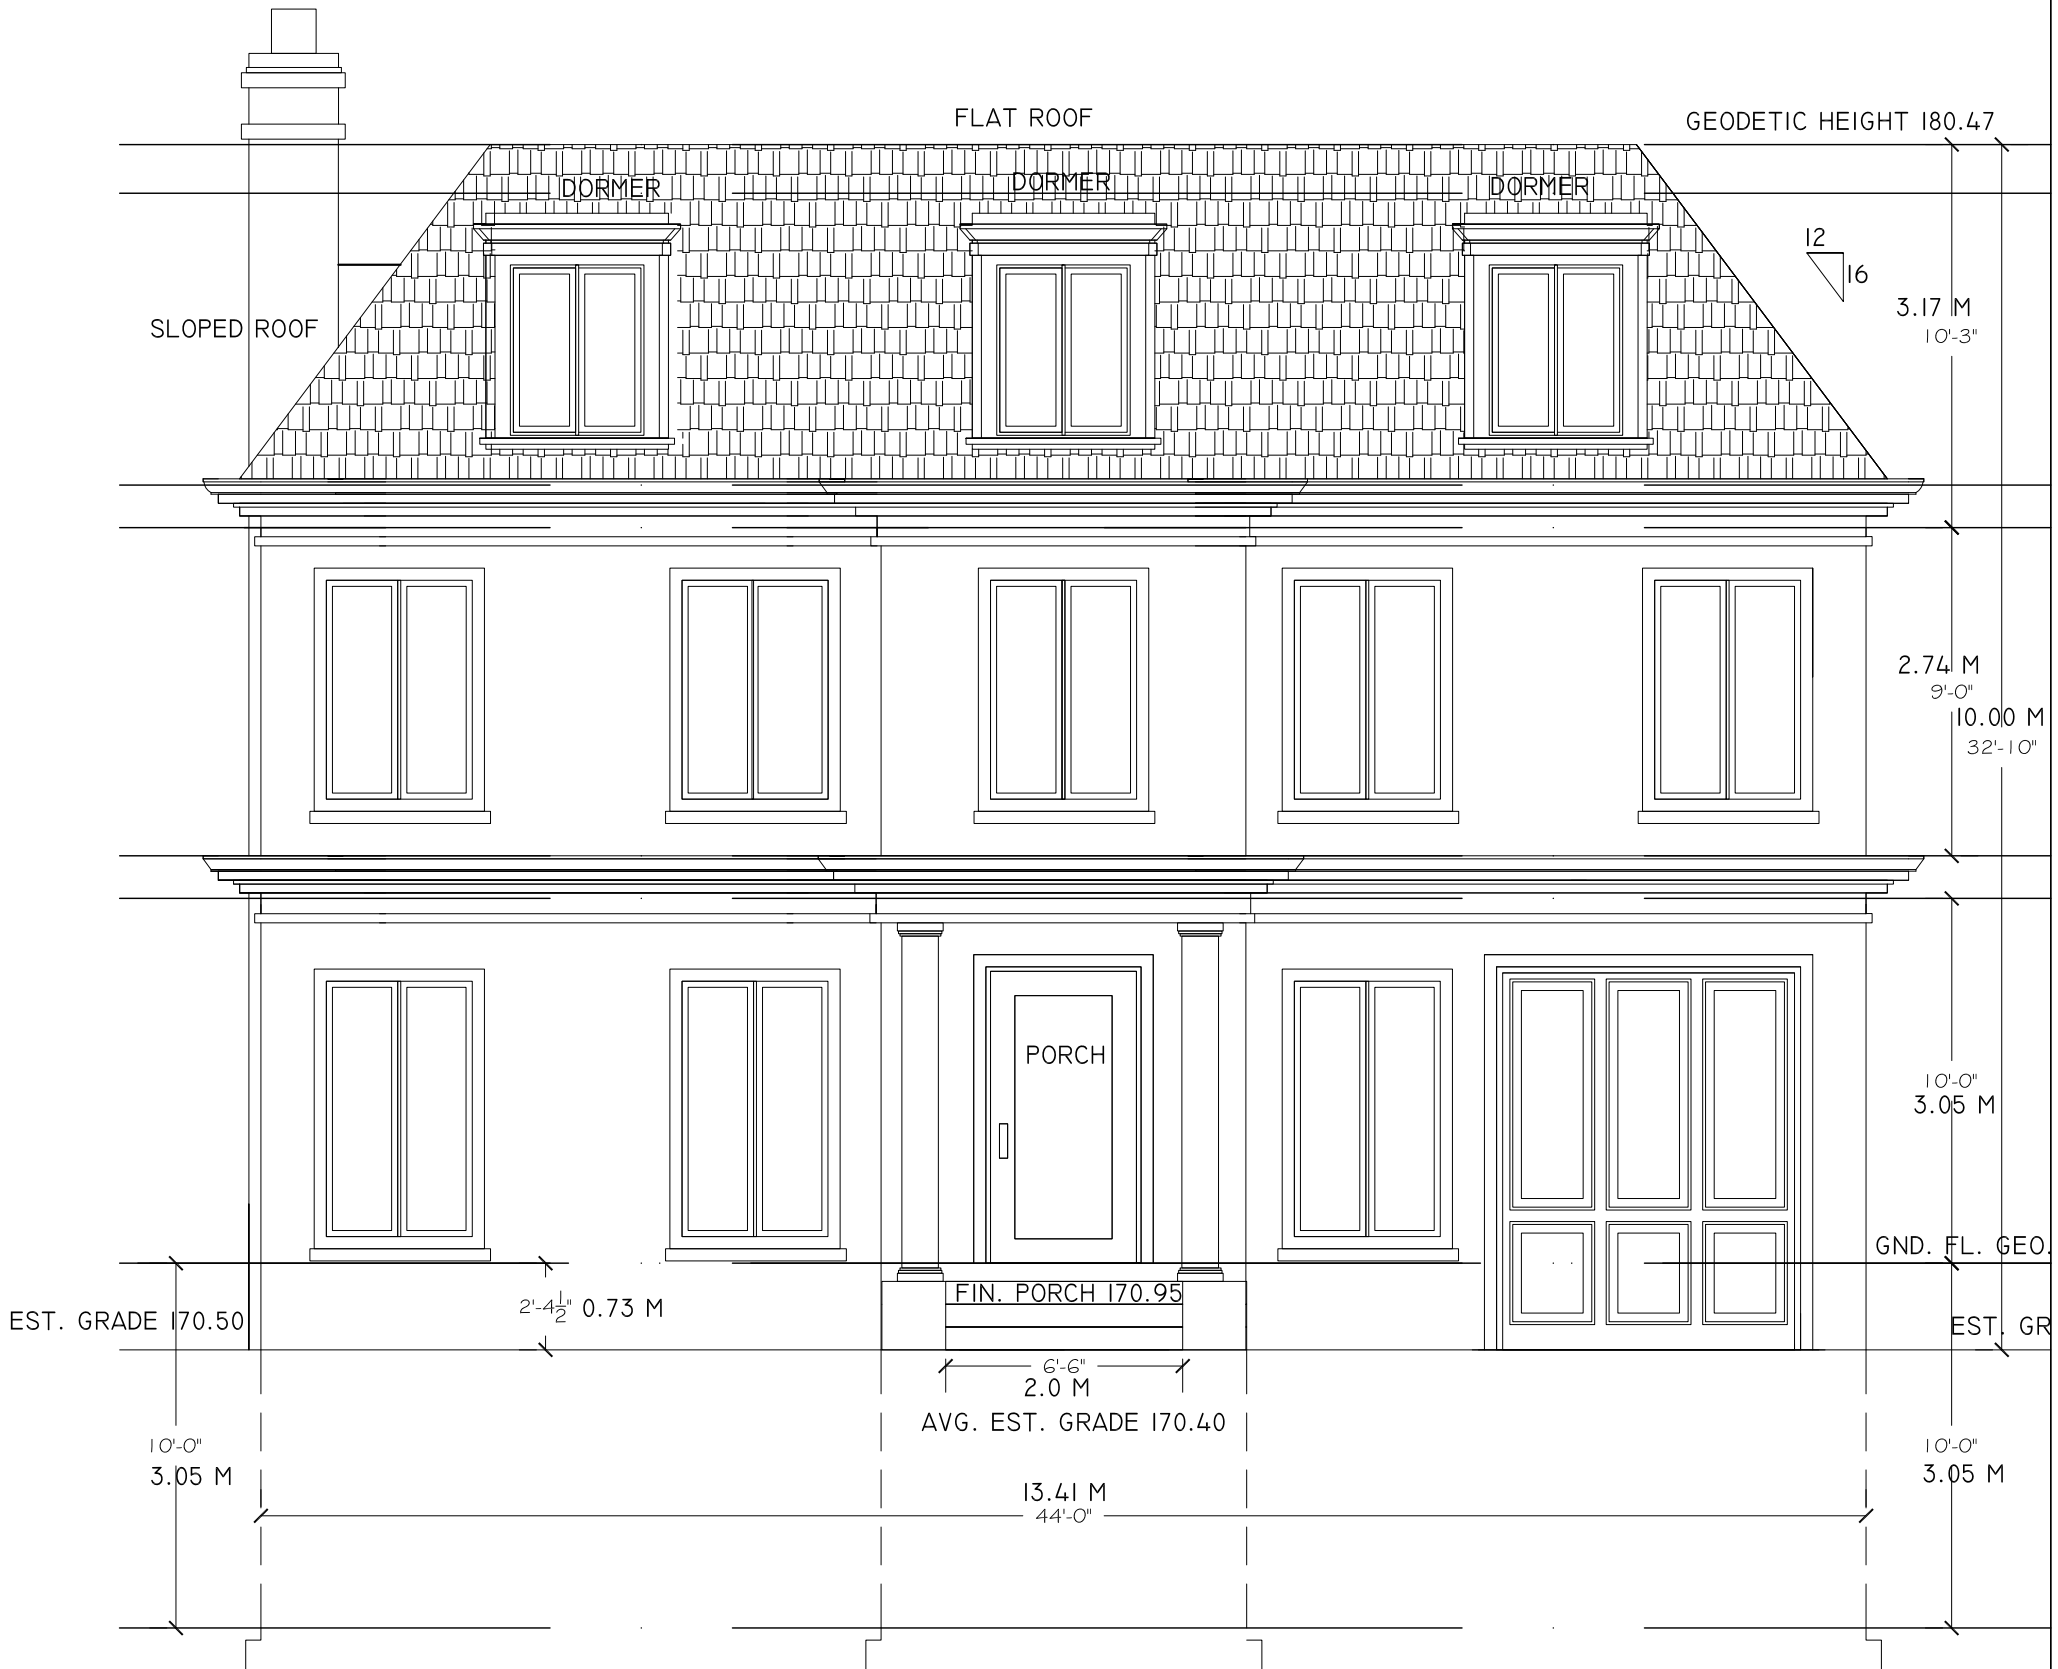 FLAT ROOF
GEODETIC HEIGHT 180.47
DORMER
DORMER
DORMER
12
16
3.17 M
10'-3"
SLOPED ROOF
2.74 M
9'-0"
10.00 M
32'-10"
PORCH
10'-0"
3.05 M
GND. FL. GEO.
FIN. PORCH 170.95
2'-4½" 0.73 M
EST. GRADE 170.50
EST. GR
6'-6"
2.0 M
AVG. EST. GRADE 170.40
10'-0"
3.05 M
10'-0"
3.05 M
13.41 M
44'-0"